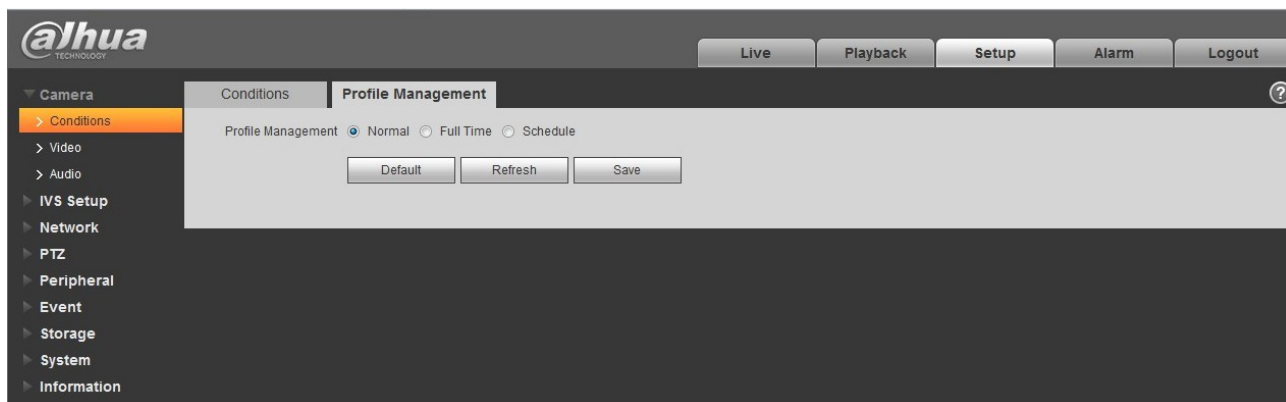 alhua
TECHNOLOGY
Live Playback Setup Alarm Logout
Camera
Conditions Profile Management
?
> Conditions
Profile Management Normal Full Time Schedule
> Video
Default Refresh Save
> Audio
IVS Setup
Network
PTZ
Peripheral
Event
Storage
System
Information